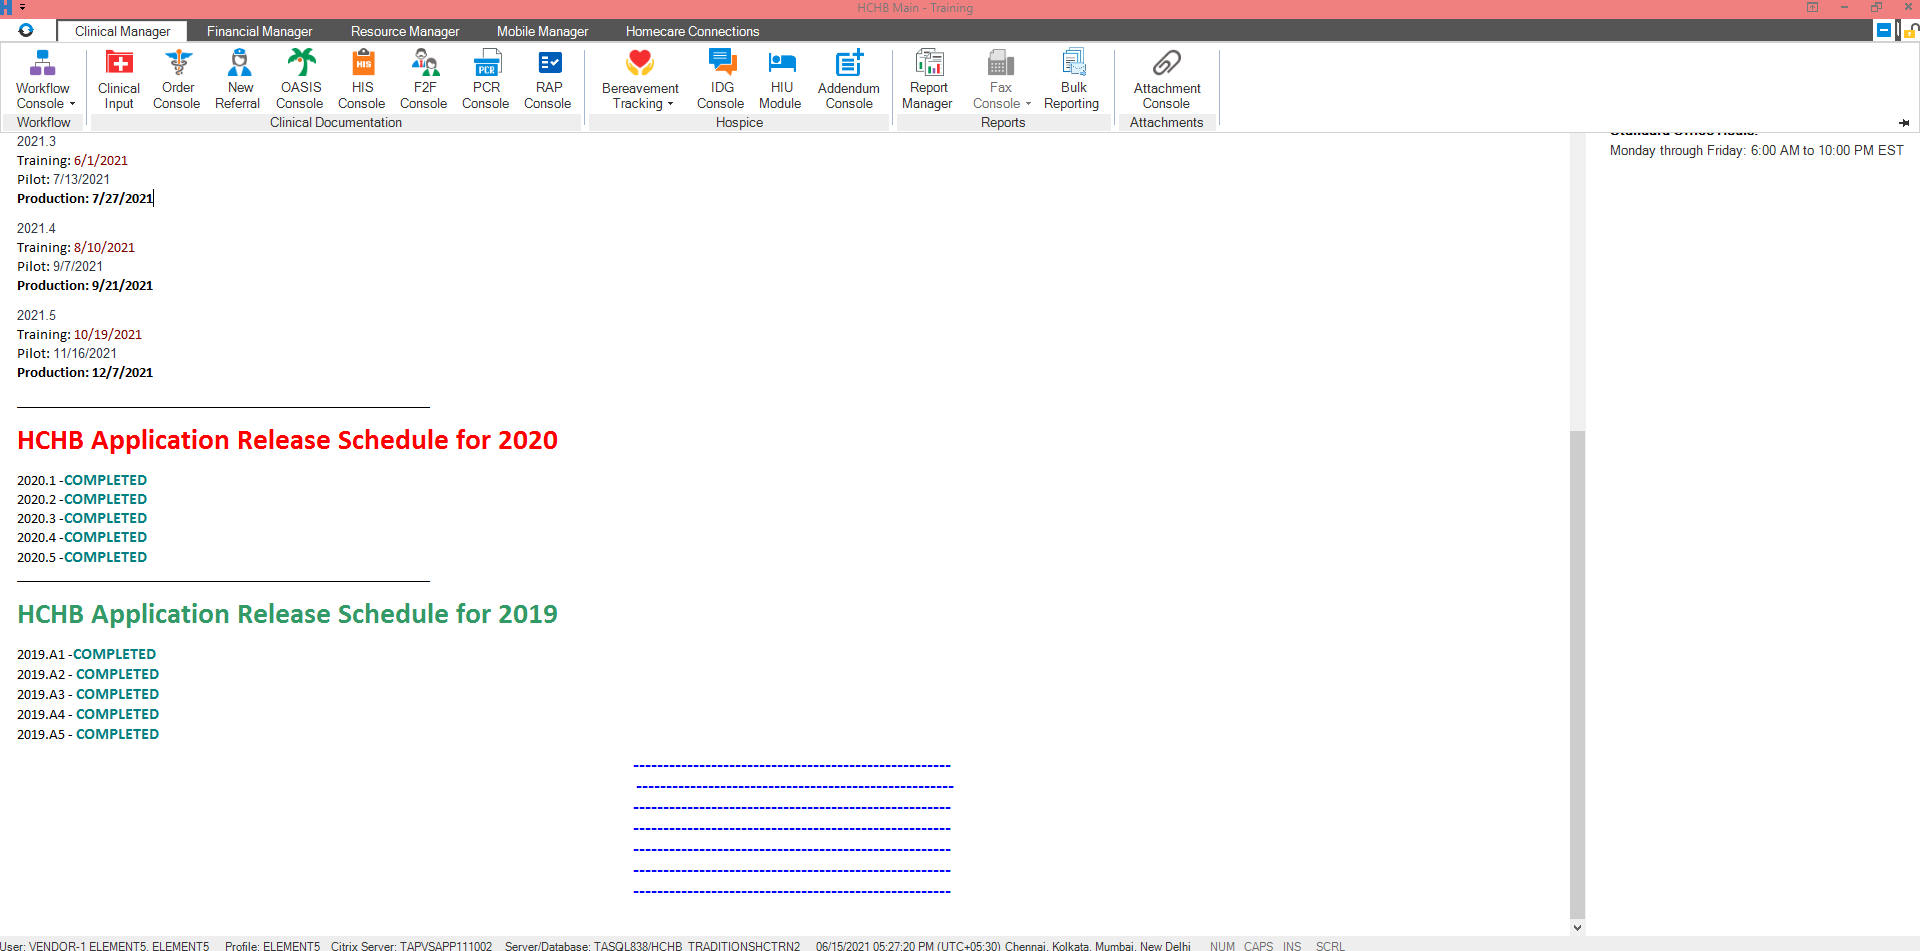 HCHB Main - Training
Clinical Manager Financial Manager Resource Manager Mobile Manager Homecare Connections
Workflow Console
Clinical Input
Order Console
New Referral
OASIS Console
HIS
HIS Console
F2F Console
PCR
PCR Console
RAP Console
Bereavement Tracking
IDG Console
HIU Module
Addendum Console
Report Manager
Fax Console
Bulk Reporting
Attachment Console
Workflow Clinical Documentation Hospice Reports Attachments
2021.3
Training: 6/1/2021
Pilot: 7/13/2021
Production: 7/27/2021
2021.4
Training: 8/10/2021
Pilot: 9/7/2021
Production: 9/21/2021
2021.5
Training: 10/19/2021
Pilot: 11/16/2021
Production: 12/7/2021
HCHB Application Release Schedule for 2020
2020.1 -COMPLETED
2020.2 -COMPLETED
2020.3 -COMPLETED
2020.4 -COMPLETED
2020.5 -COMPLETED
HCHB Application Release Schedule for 2019
2019.A1 -COMPLETED
2019.A2 - COMPLETED
2019.A3 - COMPLETED
2019.A4 - COMPLETED
2019.A5 - COMPLETED
Standard Office Hours:
Monday through Friday: 6:00 AM to 10:00 PM EST
User: VENDOR-1 ELEMENT5, ELEMENT5 Profile: ELEMENT5 Citrix Server: TAPVSAPP111002 Server/Database: TASQL838/HCHB_TRADITIONSHCTRN2 06/15/2021 05:27:20 PM (UTC+05:30) Chennai, Kolkata, Mumbai, New Delhi NUM CAPS INS SCRL